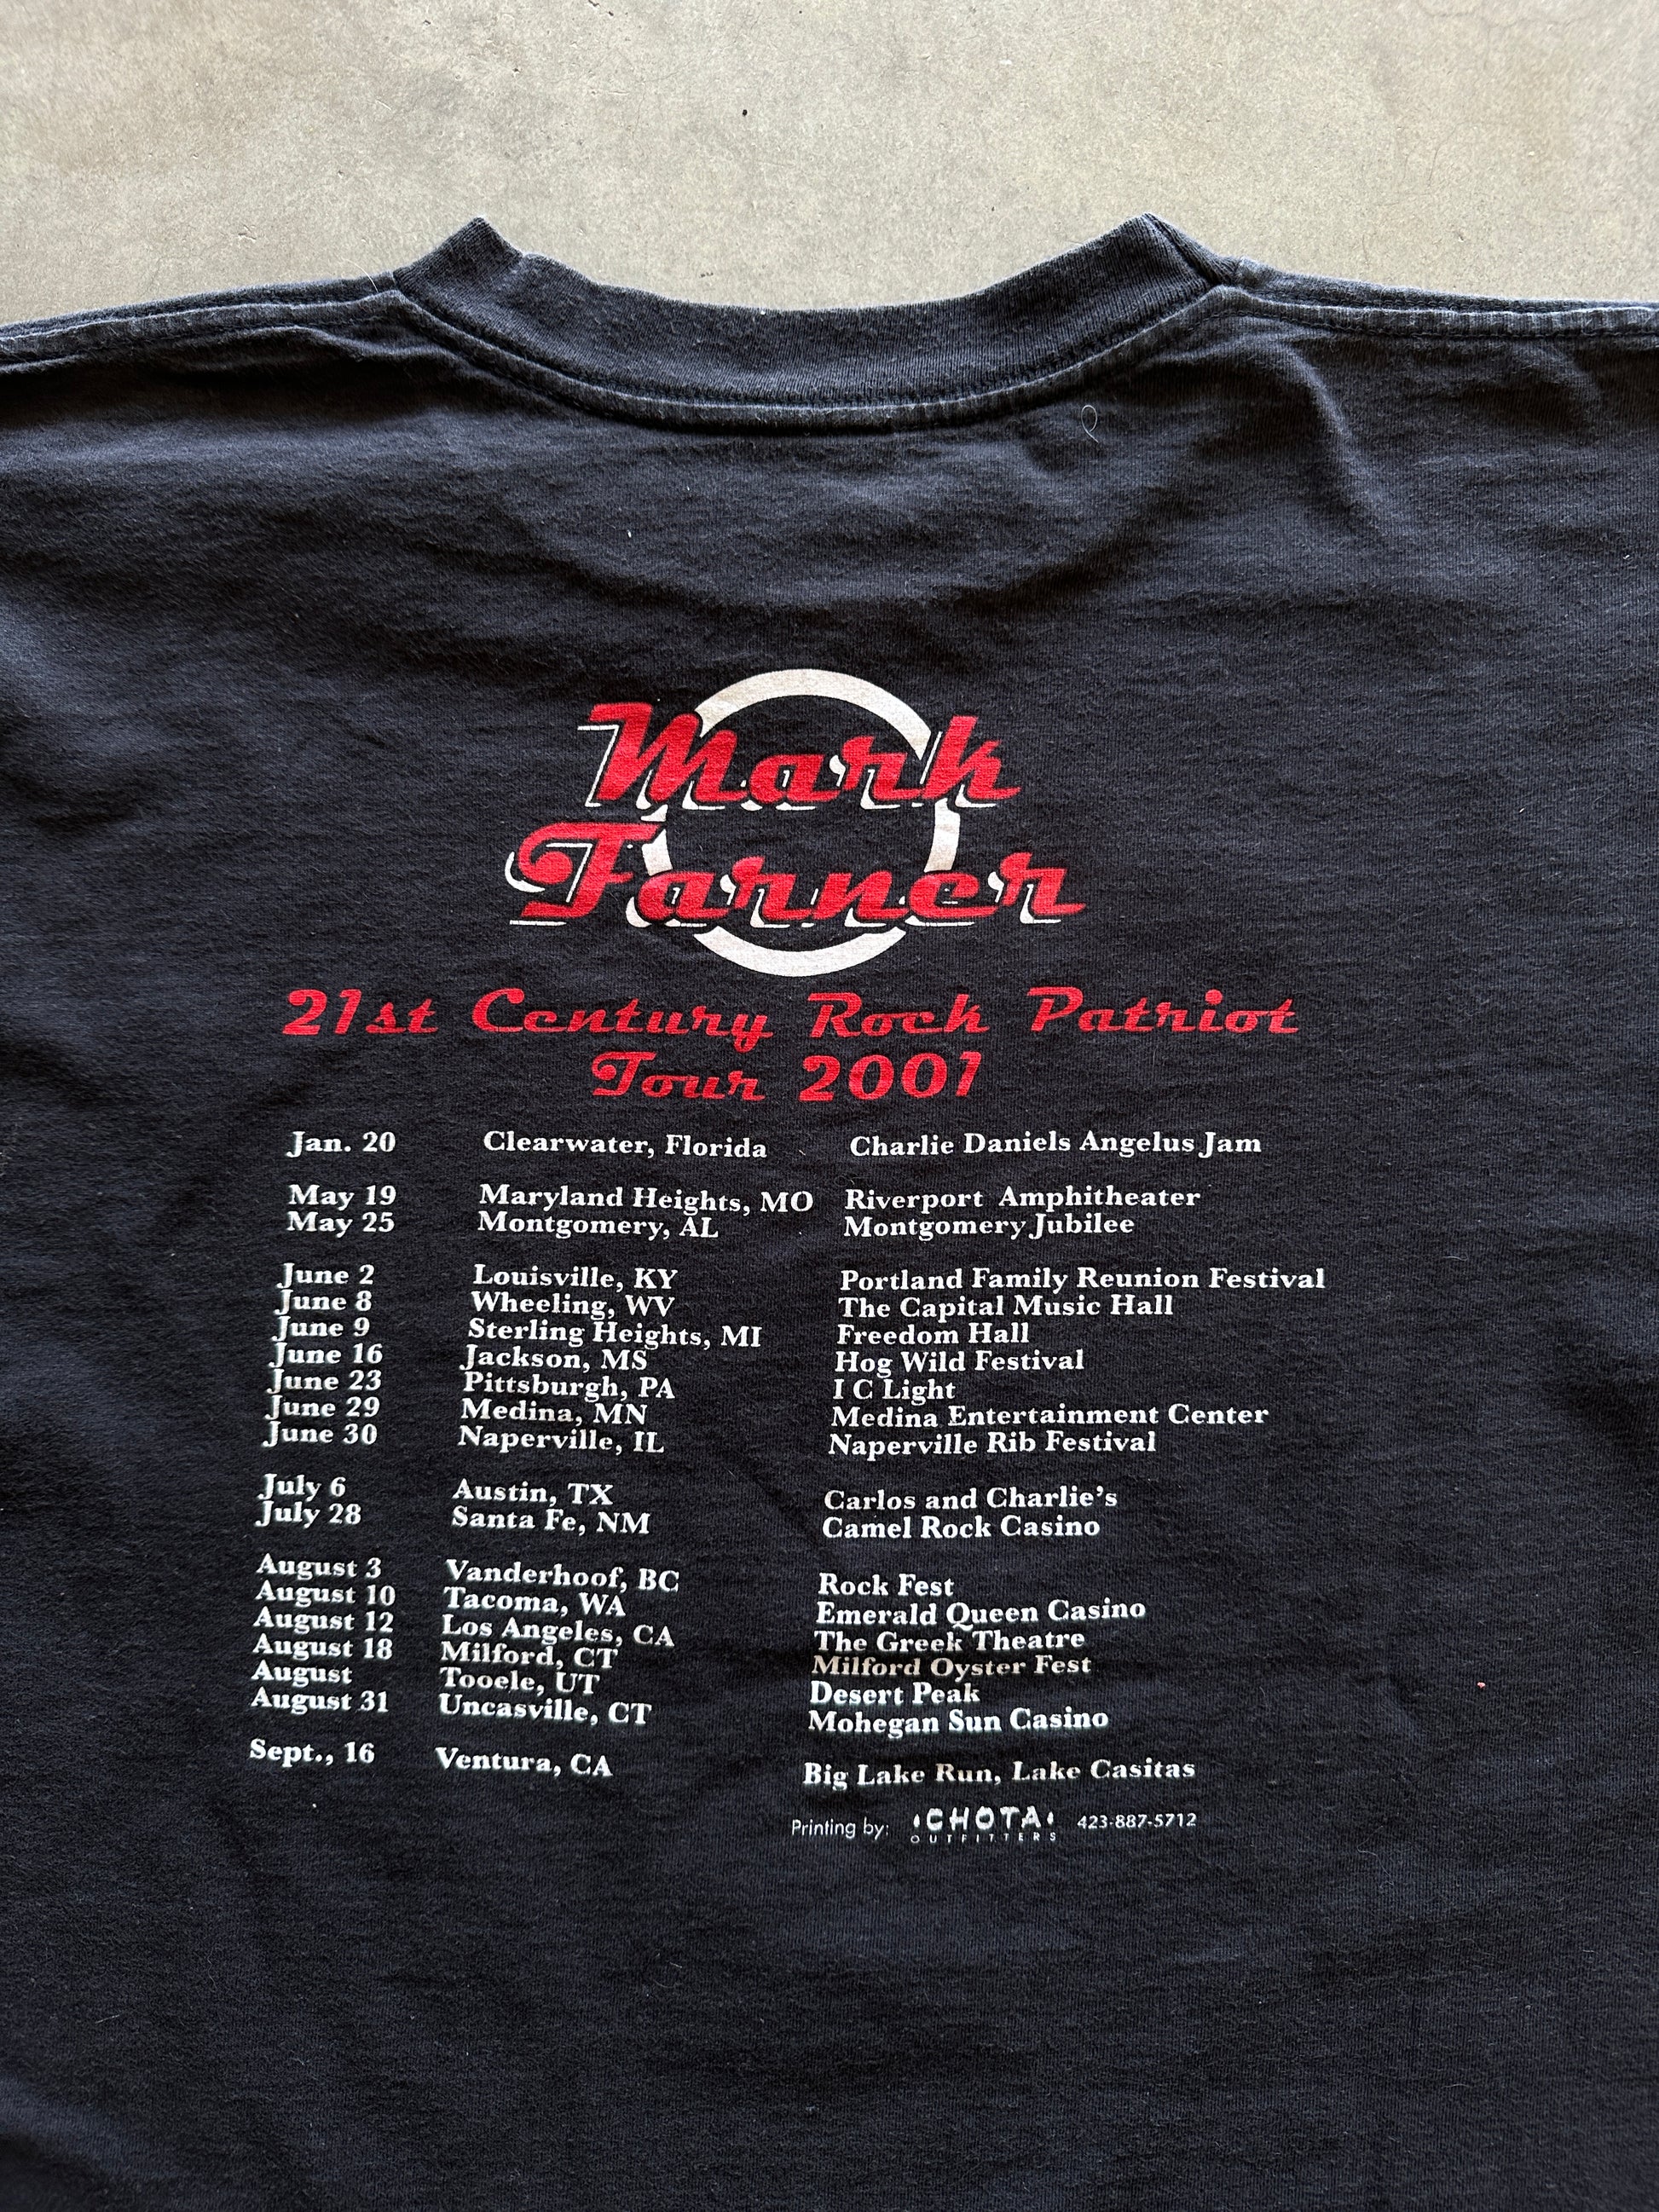 Mark
Farner
21st Century Rock Patriot
Tour 2001
Jan. 20 Clearwater, Florida Charlie Daniels Angelus Jam
May 19 Maryland Heights, MO Riverport Amphitheater
May 25 Montgomery, AL Montgomery Jubilee
June 2 Louisville, KY Portland Family Reunion Festival
June 8 Wheeling, WV The Capital Music Hall
June 9 Sterling Heights, MI Freedom Hall
June 16 Jackson, MS Hog Wild Festival
June 23 Pittsburgh, PA I C Light
June 29 Medina, MN Medina Entertainment Center
June 30 Naperville, IL Naperville Rib Festival
July 6 Austin, TX Carlos and Charlie's
July 28 Santa Fe, NM Camel Rock Casino
August 3 Vanderhoof, BC Rock Fest
August 10 Tacoma, WA Emerald Queen Casino
August 12 Los Angeles, CA The Greek Theatre
August 18 Milford, CT Milford Oyster Fest
August Tooele, UT Desert Peak
August 31 Uncasville, CT Mohegan Sun Casino
Sept., 16 Ventura, CA Big Lake Run, Lake Casitas
Printing by: CHOTA 423-887-5712
OUTFITTERS